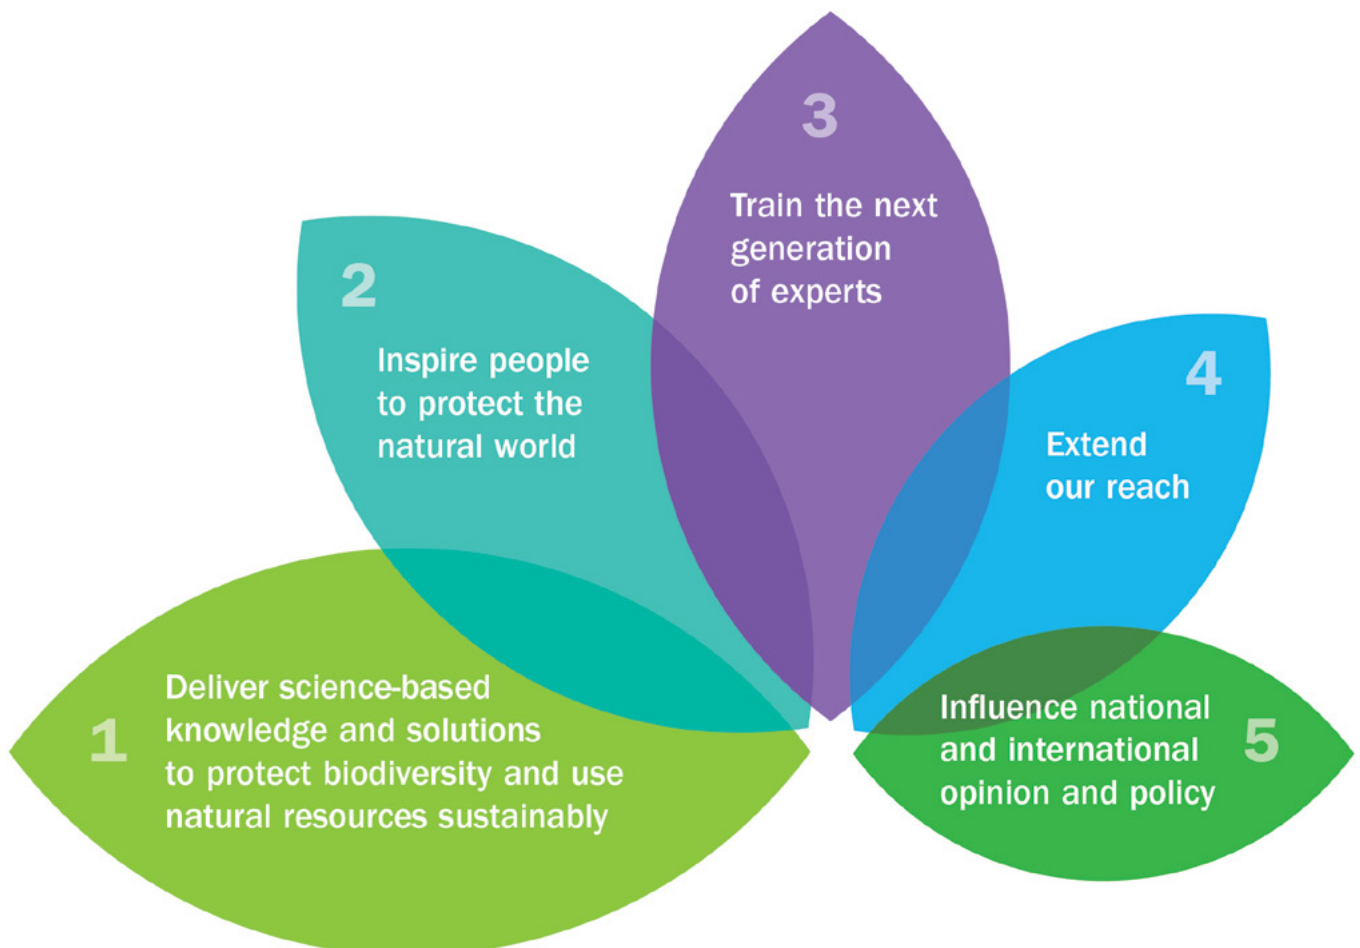 1
Deliver science-based
knowledge and solutions
to protect biodiversity and use
natural resources sustainably
2
Inspire people
to protect the
natural world
3
Train the next
generation
of experts
4
Extend
our reach
5
Influence national
and international
opinion and policy